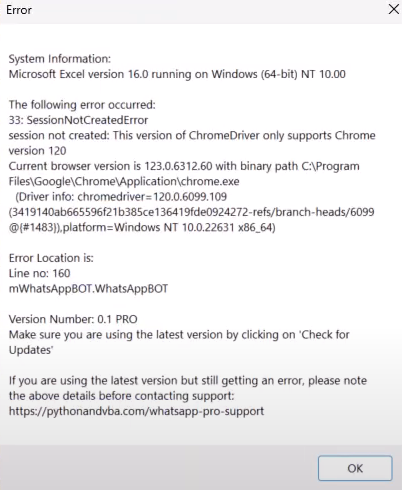 Error
System Information:
Microsoft Excel version 16.0 running on Windows (64-bit) NT 10.00
The following error occurred:
33: SessionNotCreatedError
session not created: This version of ChromeDriver only supports Chrome
version 120
Current browser version is 123.0.6312.60 with binary path C:\Program
Files\Google\Chrome\Application\chrome.exe
(Driver info: chromedriver=120.0.6099.109
(3419140ab665596f21b385ce136419fde0924272-refs/branch-heads/6099
@{#1483}),platform=Windows NT 10.0.22631 x86_64)
Error Location is:
Line no: 160
mWhatsAppBOT.WhatsAppBOT
Version Number: 0.1 PRO
Make sure you are using the latest version by clicking on 'Check for
Updates'
If you are using the latest version but still getting an error, please note
the above details before contacting support:
https://pythonandvba.com/whatsapp-pro-support
OK